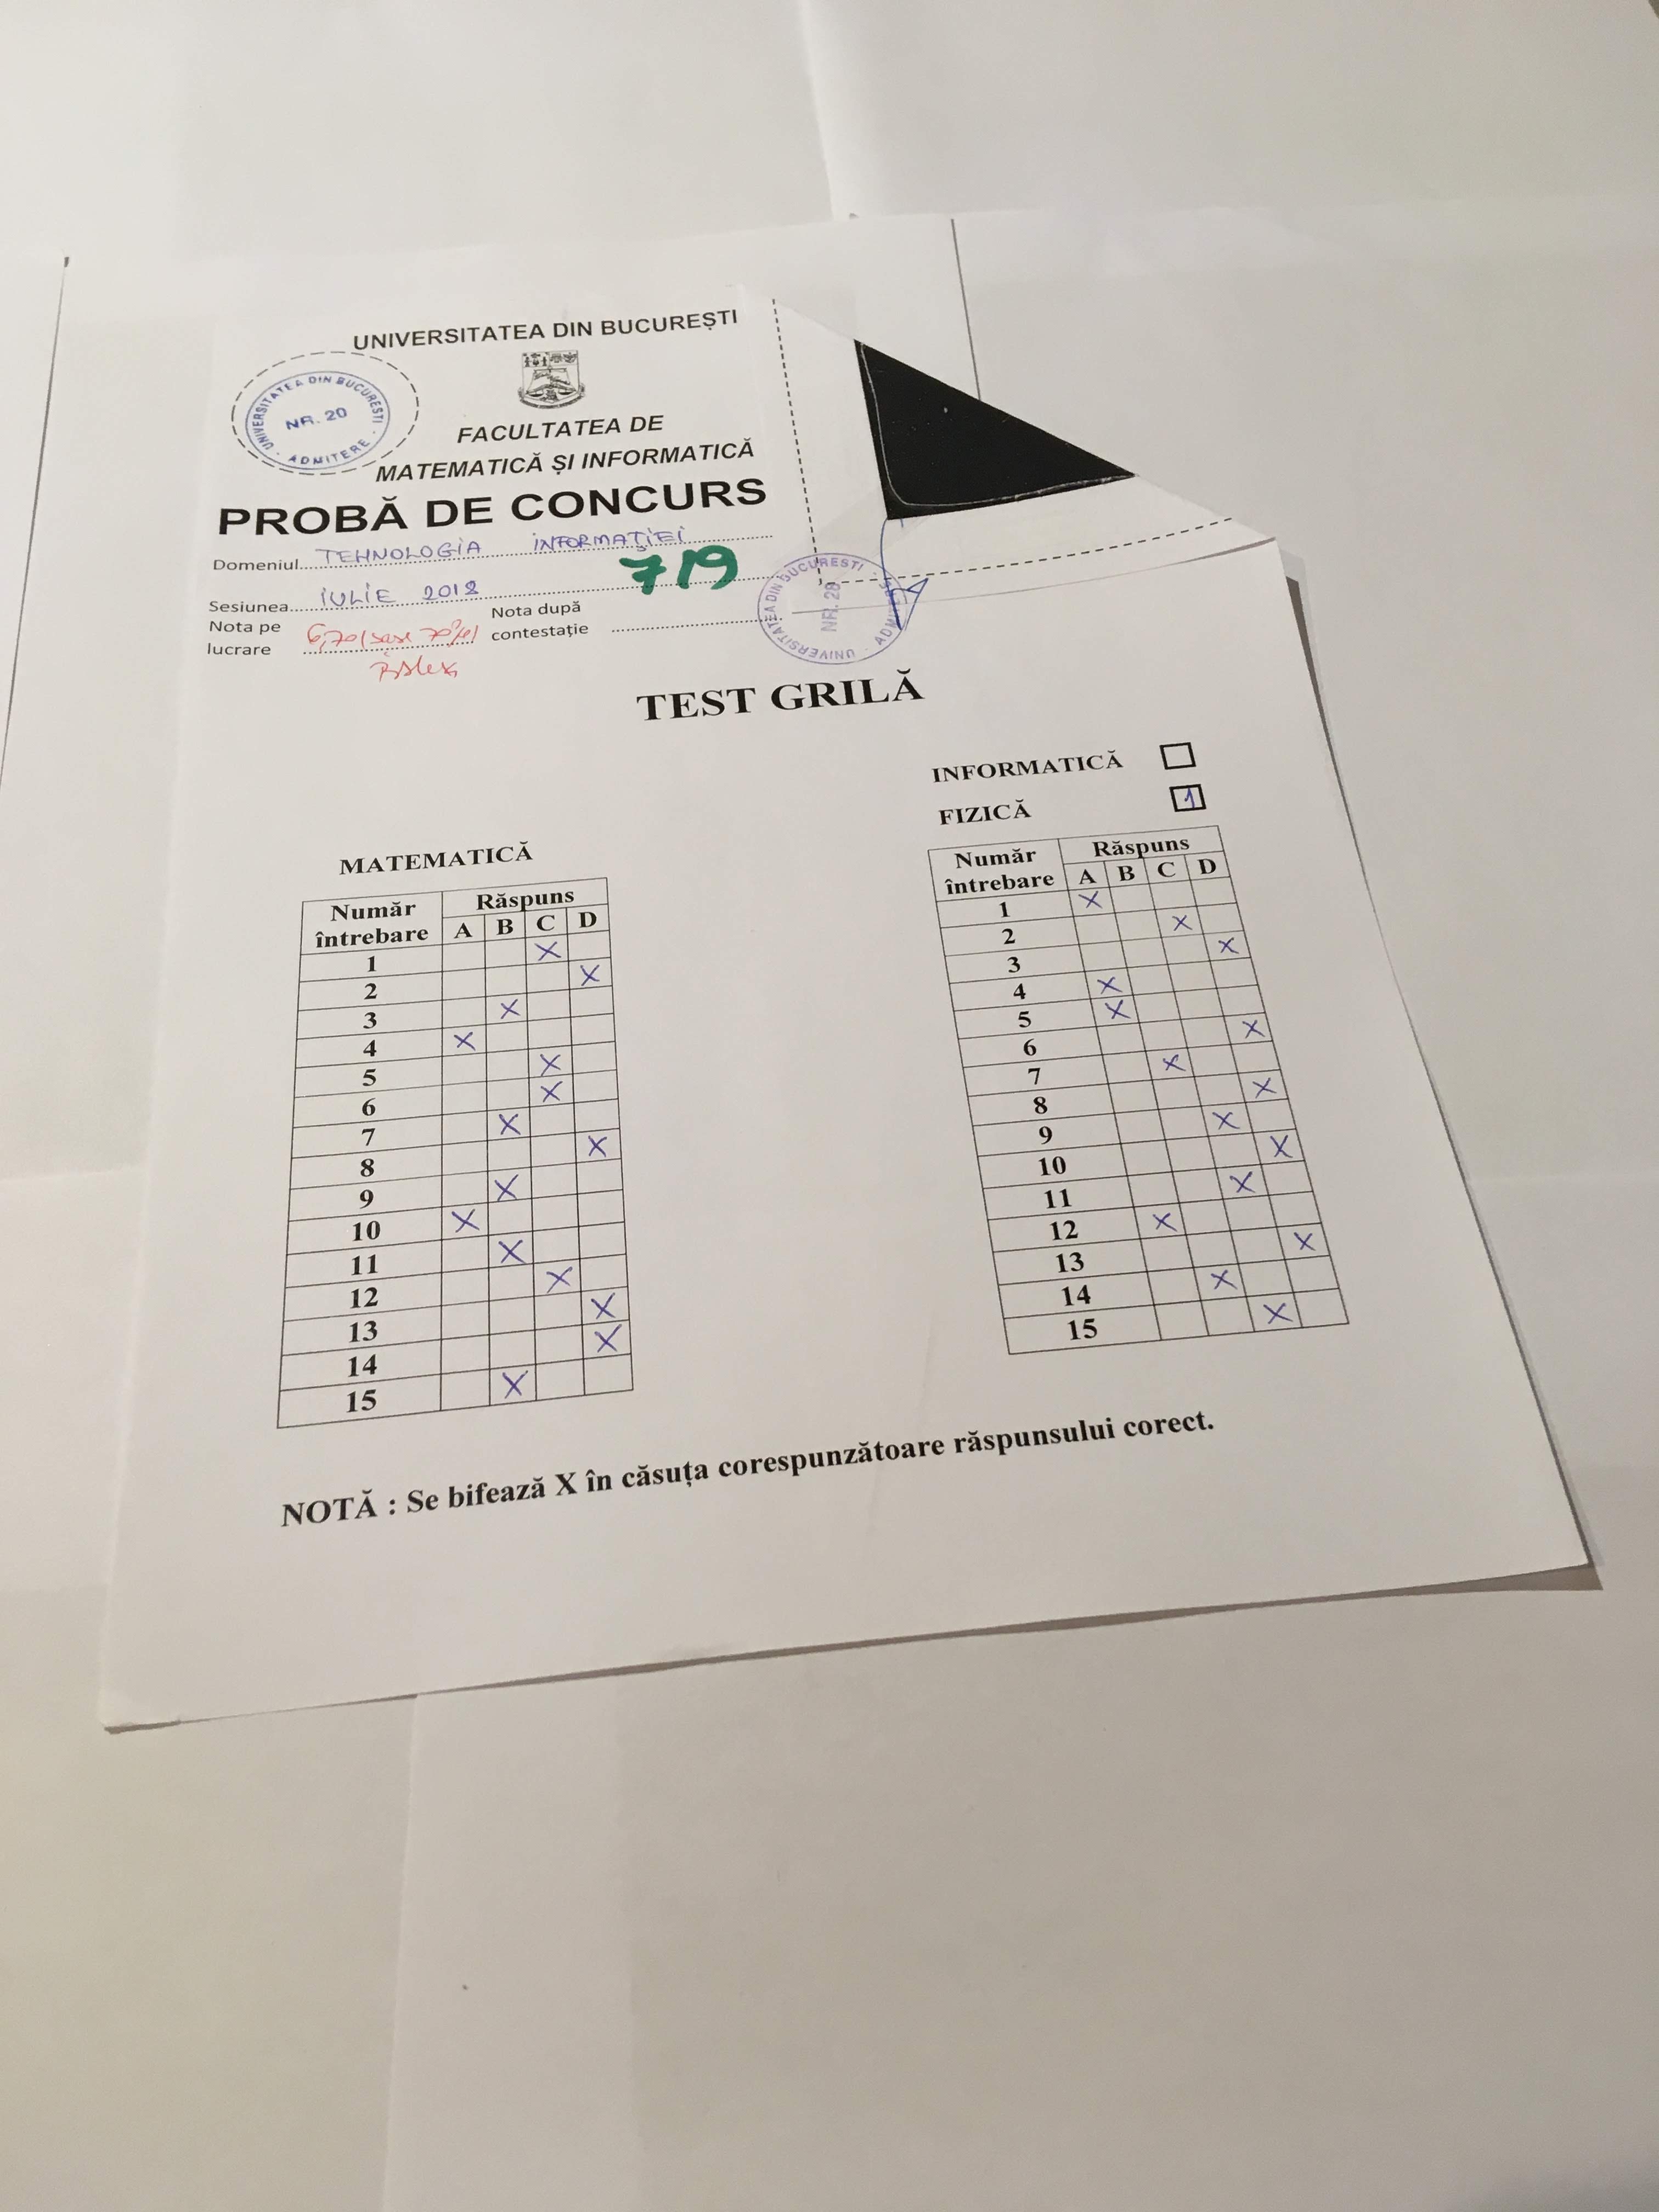 UNIVERSITATEA DIN BUCUREȘTI
UNIVERSITATEA DIN BUCURESTI · ADMITERE ·
NR. 20
FACULTATEA DE
MATEMATICĂ ȘI INFORMATICĂ
PROBĂ DE CONCURS
Domeniul TEHNOLOGIA INFORMAȚIEI
719
Sesiunea IULIE 2018
Nota pe lucrare 6,70 (șase 70%)
Nota după contestație
UNIVERSITATEA DIN BUCURESTI · ADMITERE ·
NR. 20
TEST GRILĂ
INFORMATICĂ
FIZICĂ 1
MATEMATICĂ
Număr întrebare Răspuns
A B C D
1 X
2 X
3 X
4 X
5 X
6 X
7 X
8 X
9 X
10 X
11 X
12 X
13 X
14 X
15 X
Număr întrebare Răspuns
A B C D
1 X
2 X
3 X
4 X
5 X
6 X
7 X
8 X
9 X
10 X
11 X
12 X
13 X
14 X
15 X
NOTĂ : Se bifează X în căsuța corespunzătoare răspunsului corect.